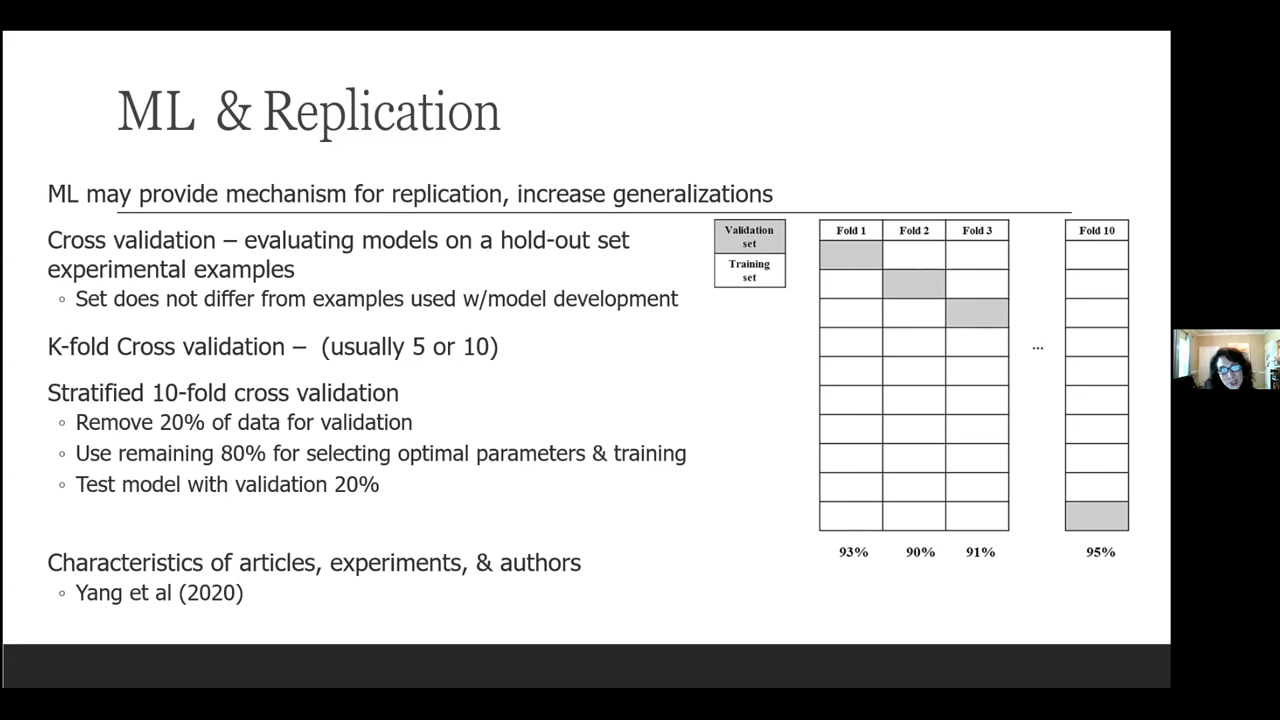 ML & Replication
ML may provide mechanism for replication, increase generalizations
Cross validation – evaluating models on a hold-out set
experimental examples
◦ Set does not differ from examples used w/model development
K-fold Cross validation – (usually 5 or 10)
Stratified 10-fold cross validation
◦ Remove 20% of data for validation
◦ Use remaining 80% for selecting optimal parameters & training
◦ Test model with validation 20%
Characteristics of articles, experiments, & authors
◦ Yang et al (2020)
Validation
set
Training
set
Fold 1 Fold 2 Fold 3 Fold 10
...
93% 90% 91% 95%